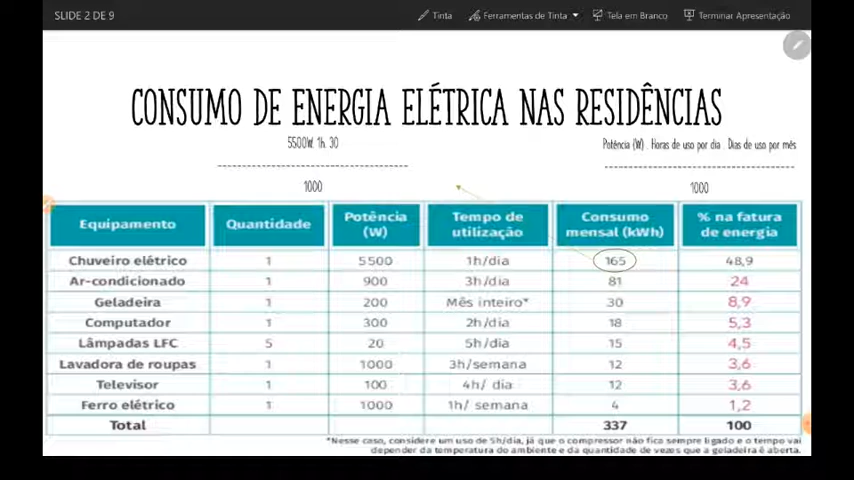 SLIDE 2 DE 9
Tinta Ferramentas de Tinta Tela em Branco Terminar Apresentação
CONSUMO DE ENERGIA ELÉTRICA NAS RESIDÊNCIAS
5500W. 1h. 30 Potência (W) . Horas de uso por dia . Dias de uso por mês
1000 1000
Equipamento Quantidade Potência (W) Tempo de utilização Consumo mensal (kWh) % na fatura de energia
Chuveiro elétrico 1 5500 1h/dia 165 48,9
Ar-condicionado 1 900 3h/dia 81 24
Geladeira 1 200 Mês inteiro* 30 8,9
Computador 1 300 2h/dia 18 5,3
Lâmpadas LFC 5 20 5h/dia 15 4,5
Lavadora de roupas 1 1000 3h/semana 12 3,6
Televisor 1 100 4h/ dia 12 3,6
Ferro elétrico 1 1000 1h/ semana 4 1,2
Total 337 100
*Nesse caso, considere um uso de 5h/dia, já que o compressor não fica sempre ligado e o tempo vai
depender da temperatura do ambiente e da quantidade de vezes que a geladeira é aberta.